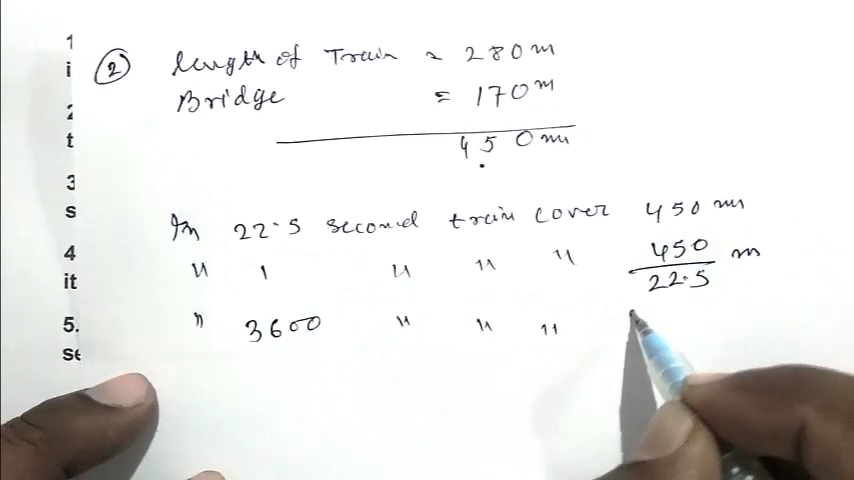 1
i
2
t
3
s
4
it
5.
se
② Length of Train = 280m
Bridge = 170m
450m
In 22.5 second train cover 450 m
" 1 " " " 450/22.5 m
" 3600 " " "